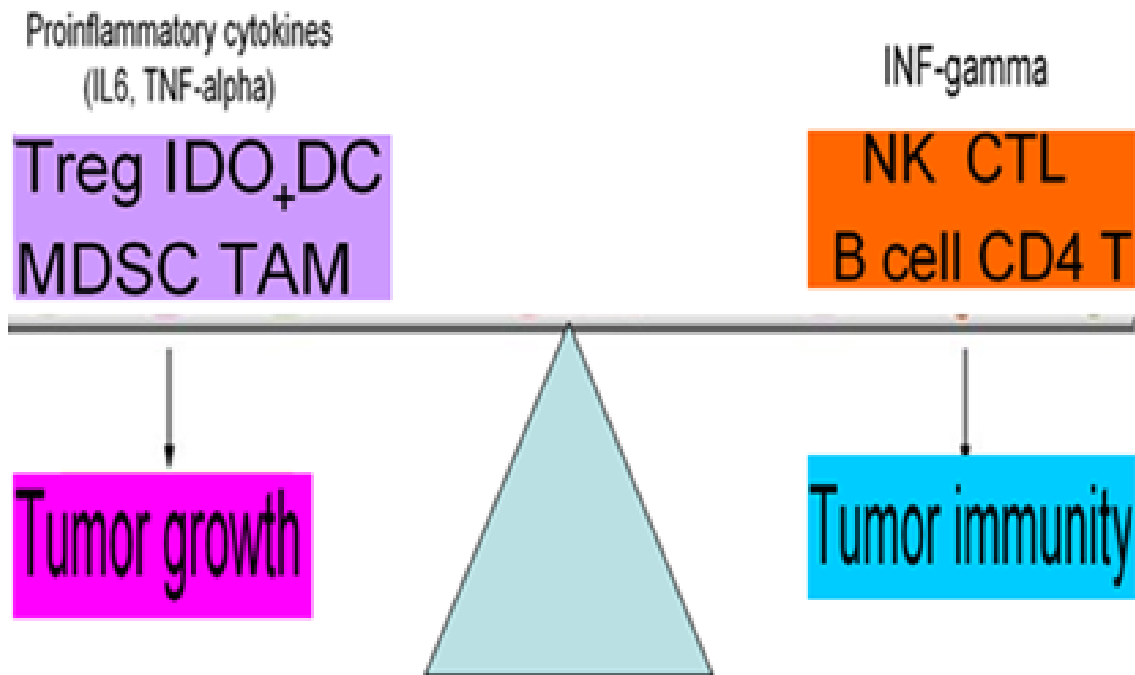 Proinflammatory cytokines
(IL6, TNF-alpha)
Treg IDO+DC
MDSC TAM
Tumor growth
INF-gamma
NK CTL
B cell CD4 T
Tumor immunity